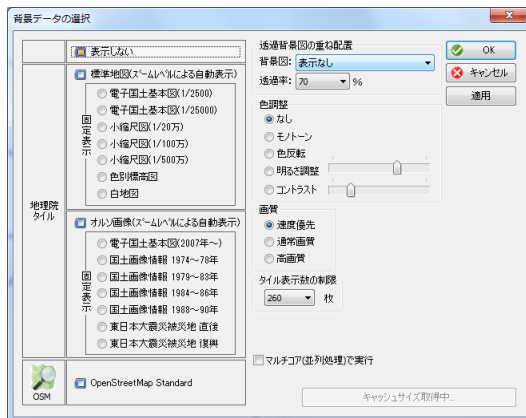 背景データの選択
表示しない
標準地図(ｽﾞｰﾑﾚﾍﾞﾙによる自動表示)
固定表示
電子国土基本図(1/2500)
電子国土基本図(1/25000)
小縮尺図(1/20万)
小縮尺図(1/100万)
小縮尺図(1/500万)
色別標高図
白地図
地理院
タイル
オルソ画像(ｽﾞｰﾑﾚﾍﾞﾙによる自動表示)
固定表示
電子国土基本図(2007年～)
国土画像情報 1974～78年
国土画像情報 1979～83年
国土画像情報 1984～86年
国土画像情報 1988～90年
東日本大震災被災地 直後
東日本大震災被災地 復興
OSM
OpenStreetMap Standard
透過背景図の重ね配置
背景図: 表示なし
透過率: 70 %
色調整
なし
モノトーン
色反転
明るさ調整
コントラスト
画質
速度優先
通常画質
高画質
タイル表示数の制限
260 枚
マルチコア(並列処理)で実行
OK
キャンセル
適用
キャッシュサイズ取得中...